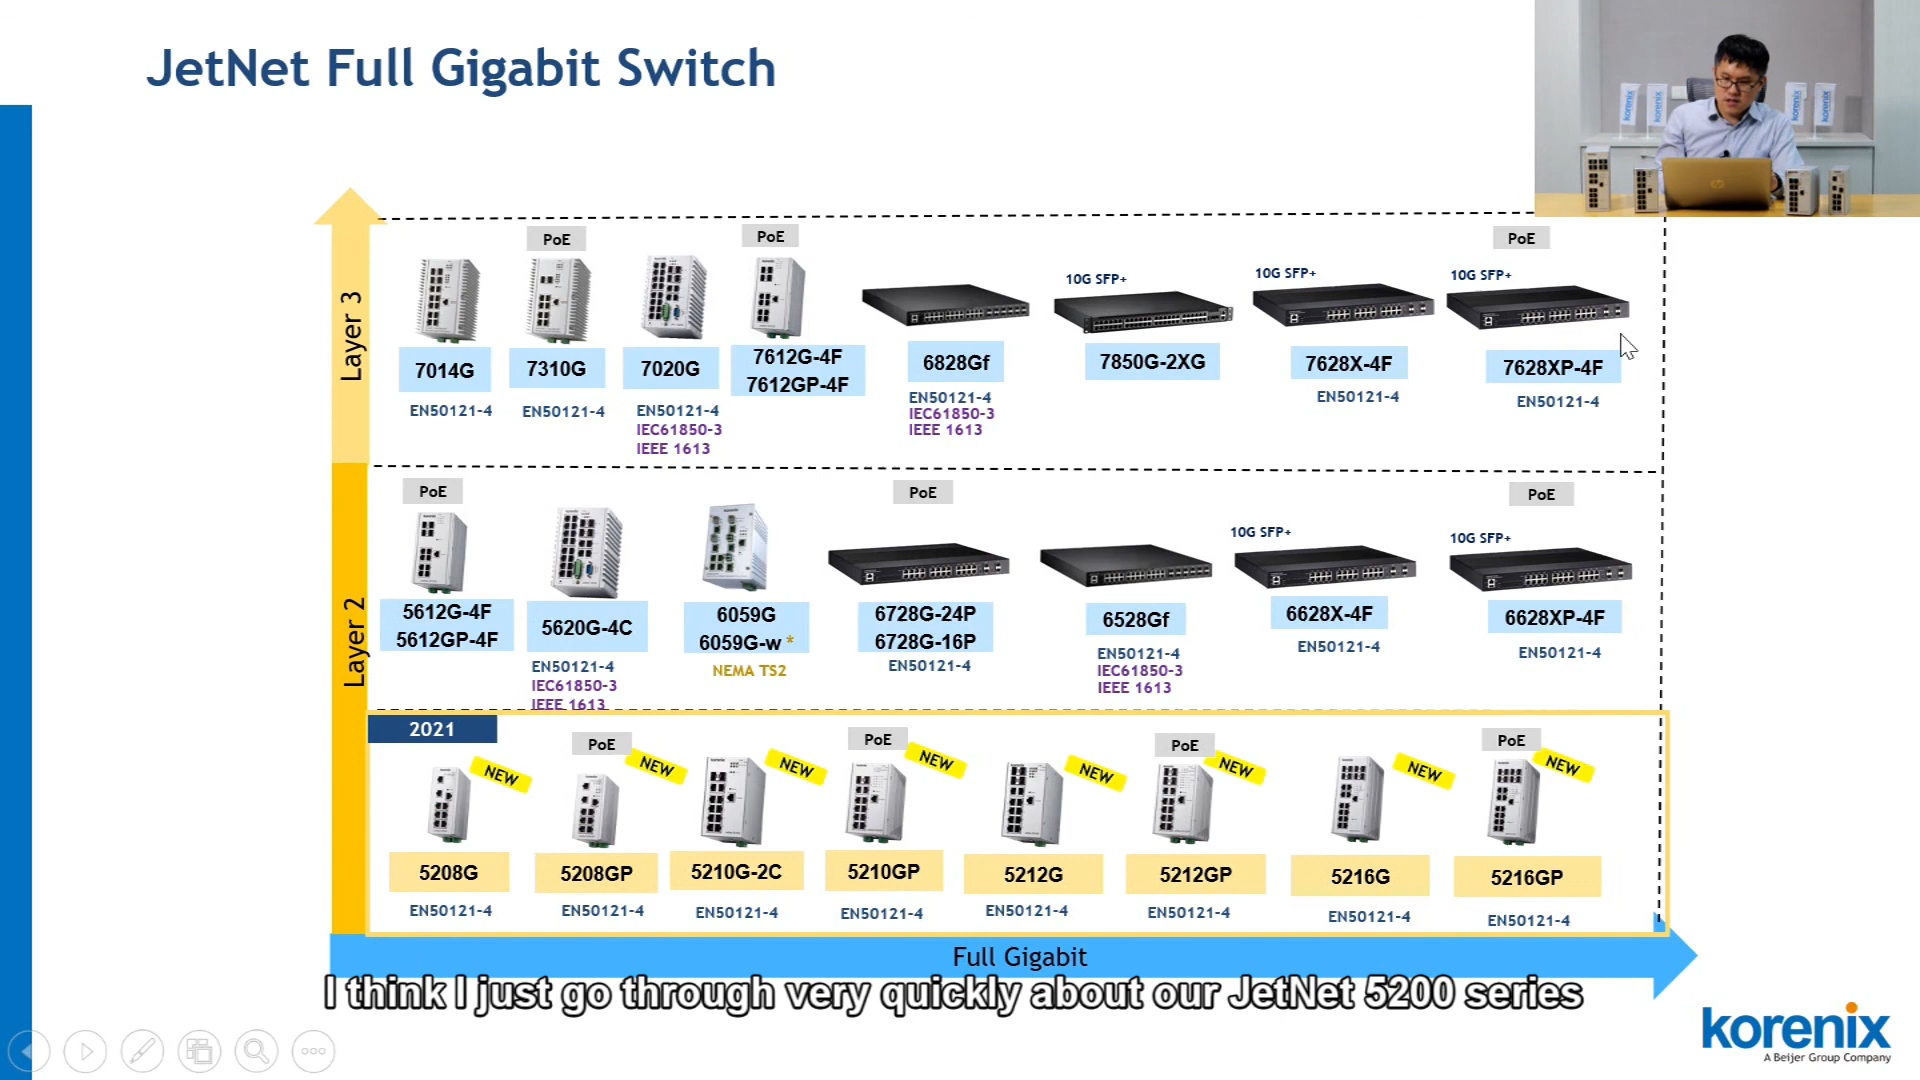 JetNet Full Gigabit Switch
korenix
korenix
korenix
korenix
Layer 3
PoE
PoE
10G SFP+
10G SFP+
PoE
10G SFP+
7014G
7310G
7020G
7612G-4F
7612GP-4F
6828Gf
7850G-2XG
7628X-4F
7628XP-4F
EN50121-4
EN50121-4
EN50121-4
IEC61850-3
IEEE 1613
EN50121-4
IEC61850-3
IEEE 1613
EN50121-4
EN50121-4
Layer 2
PoE
PoE
10G SFP+
PoE
10G SFP+
5612G-4F
5612GP-4F
5620G-4C
6059G
6059G-w *
6728G-24P
6728G-16P
6528Gf
6628X-4F
6628XP-4F
EN50121-4
IEC61850-3
IEEE 1613
NEMA TS2
EN50121-4
EN50121-4
IEC61850-3
IEEE 1613
EN50121-4
EN50121-4
2021
NEW
PoE
NEW
NEW
PoE
NEW
NEW
PoE
NEW
NEW
PoE
NEW
5208G
5208GP
5210G-2C
5210GP
5212G
5212GP
5216G
5216GP
EN50121-4
EN50121-4
EN50121-4
EN50121-4
EN50121-4
EN50121-4
EN50121-4
EN50121-4
Full Gigabit
I think I just go through very quickly about our JetNet 5200 series
korenix
A Beijer Group Company